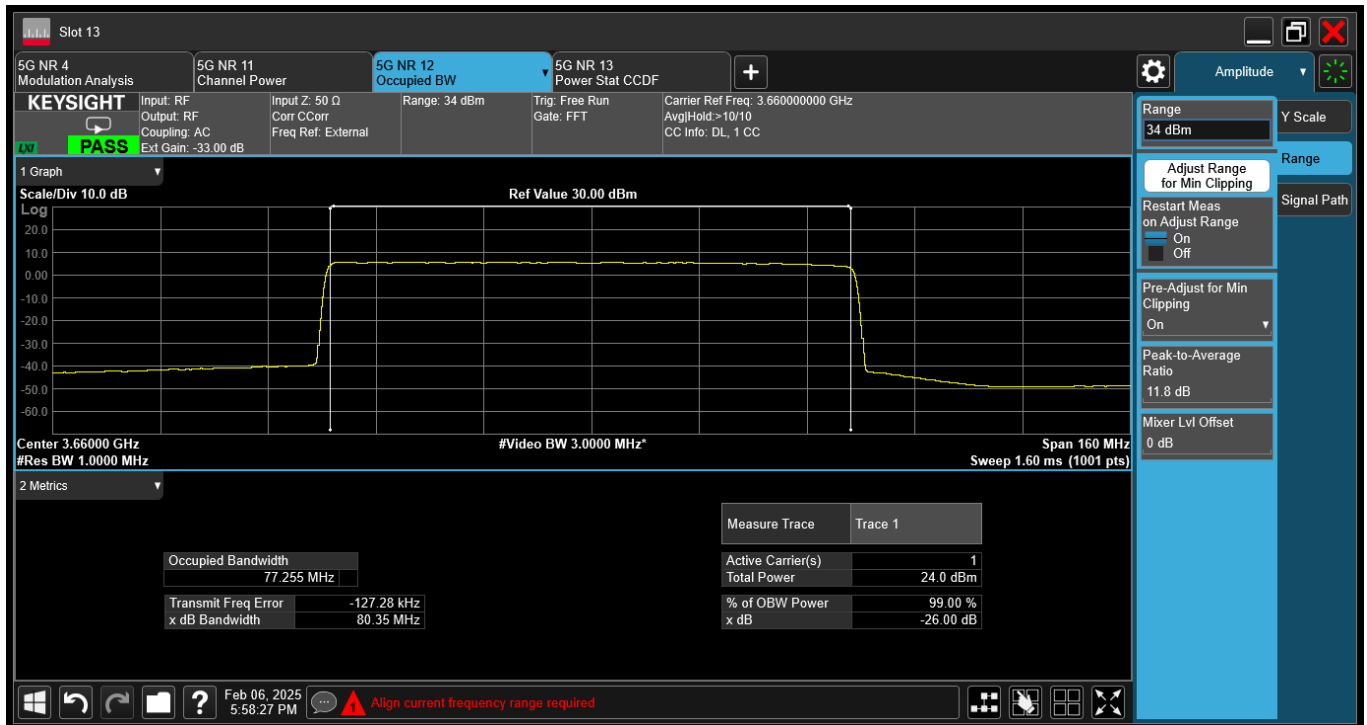 Slot 13
5G NR 4
Modulation Analysis
5G NR 11
Channel Power
5G NR 12
Occupied BW
5G NR 13
Power Stat CCDF
Amplitude
KEYSIGHT
LXI
PASS
Input: RF
Output: RF
Coupling: AC
Ext Gain: -33.00 dB
Input Z: 50 Ω
Corr CCorr
Freq Ref: External
Range: 34 dBm
Trig: Free Run
Gate: FFT
Carrier Ref Freq: 3.660000000 GHz
Avg|Hold:>10/10
CC Info: DL, 1 CC
1 Graph
Scale/Div 10.0 dB
Ref Value 30.00 dBm
Log
20.0
10.0
0.00
-10.0
-20.0
-30.0
-40.0
-50.0
-60.0
Center 3.66000 GHz
#Video BW 3.0000 MHz*
Span 160 MHz
#Res BW 1.0000 MHz
Sweep 1.60 ms (1001 pts)
2 Metrics
Measure Trace Trace 1
Occupied Bandwidth
77.255 MHz
Active Carrier(s) 1
Total Power 24.0 dBm
Transmit Freq Error -127.28 kHz
x dB Bandwidth 80.35 MHz
% of OBW Power 99.00 %
x dB -26.00 dB
Range
34 dBm
Adjust Range
for Min Clipping
Restart Meas
on Adjust Range
On
Off
Pre-Adjust for Min
Clipping
On
Peak-to-Average
Ratio
11.8 dB
Mixer Lvl Offset
0 dB
Y Scale
Range
Signal Path
?
Feb 06, 2025
5:58:27 PM
1
Align current frequency range required